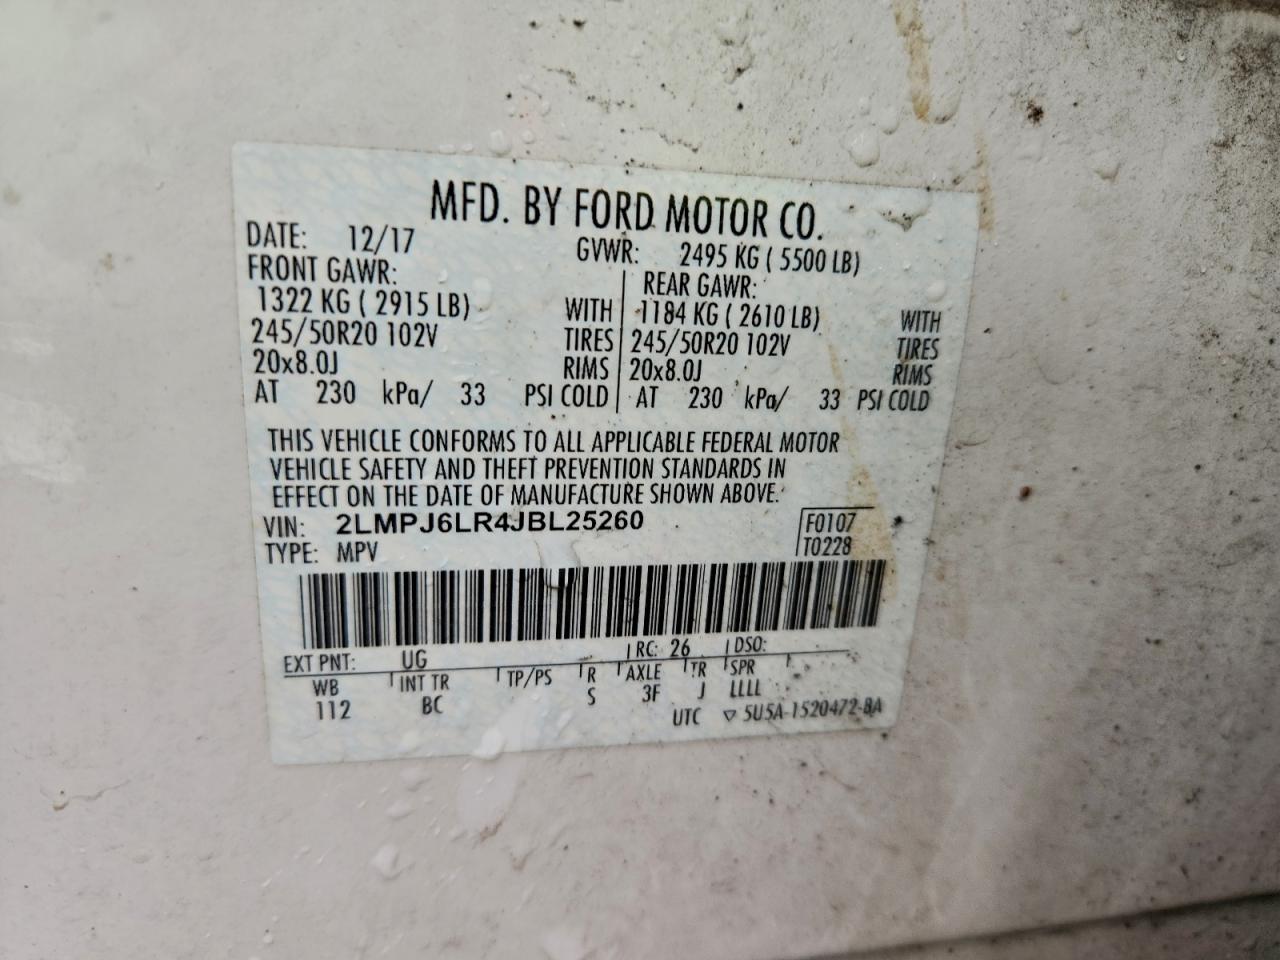 MFD. BY FORD MOTOR CO.
DATE: 12/17 GVWR: 2495 KG ( 5500 LB)
FRONT GAWR: REAR GAWR:
1322 KG ( 2915 LB) WITH 1184 KG ( 2610 LB) WITH
245/50R20 102V TIRES 245/50R20 102V TIRES
20x8.0J RIMS 20x8.0J RIMS
AT 230 kPa/ 33 PSI COLD AT 230 kPa/ 33 PSI COLD
THIS VEHICLE CONFORMS TO ALL APPLICABLE FEDERAL MOTOR
VEHICLE SAFETY AND THEFT PREVENTION STANDARDS IN
EFFECT ON THE DATE OF MANUFACTURE SHOWN ABOVE.
VIN: 2LMPJ6LR4JBL25260 F0107
TYPE: MPV T0228
EXT PNT: UG RC: 26 DSO:
WB INT TR TP/PS R AXLE TR SPR
112 BC S 3F J LLLL
UTC ▽ 5U5A-1520472-BA